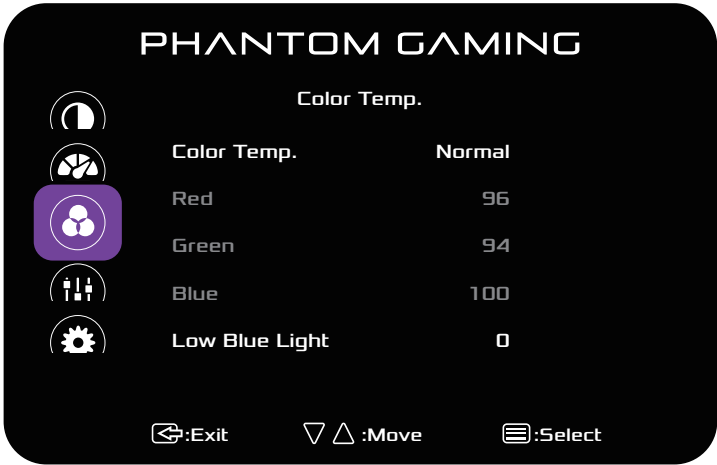 PHANTOM GAMING
Color Temp.
Color Temp. Normal
Red 96
Green 94
Blue 100
Low Blue Light 0
:Exit :Move :Select